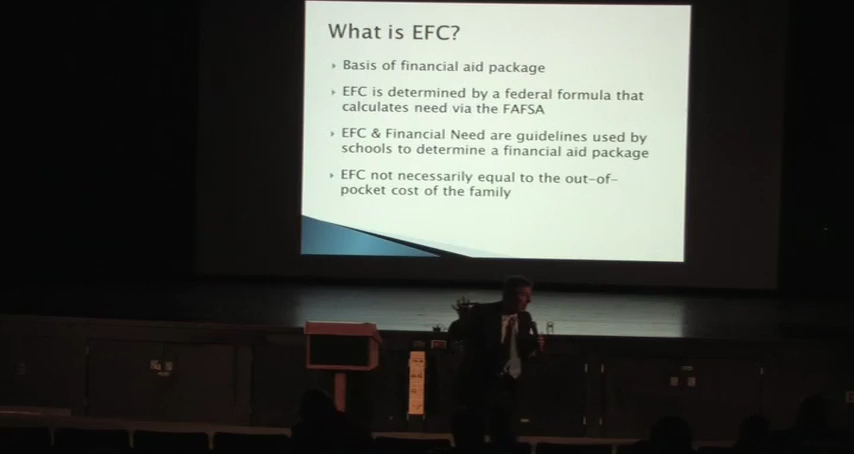 What is EFC?
Basis of financial aid package
EFC is determined by a federal formula that
calculates need via the FAFSA
EFC & Financial Need are guidelines used by
schools to determine a financial aid package
EFC not necessarily equal to the out-of-
pocket cost of the family